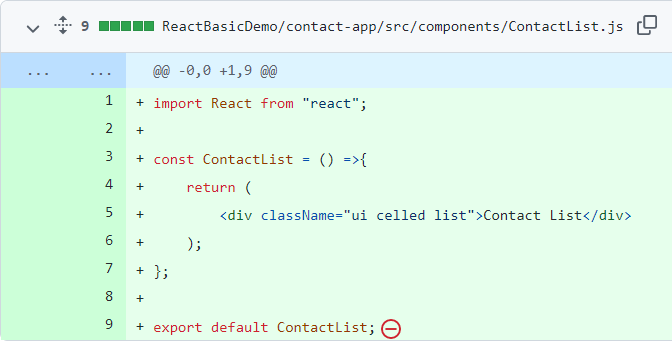 9 ReactBasicDemo/contact-app/src/components/ContactList.js
... ... @@ -0,0 +1,9 @@
1 + import React from "react";
2 +
3 + const ContactList = () =>{
4 +     return (
5 +         <div className="ui celled list">Contact List</div>
6 +     );
7 + };
8 +
9 + export default ContactList;